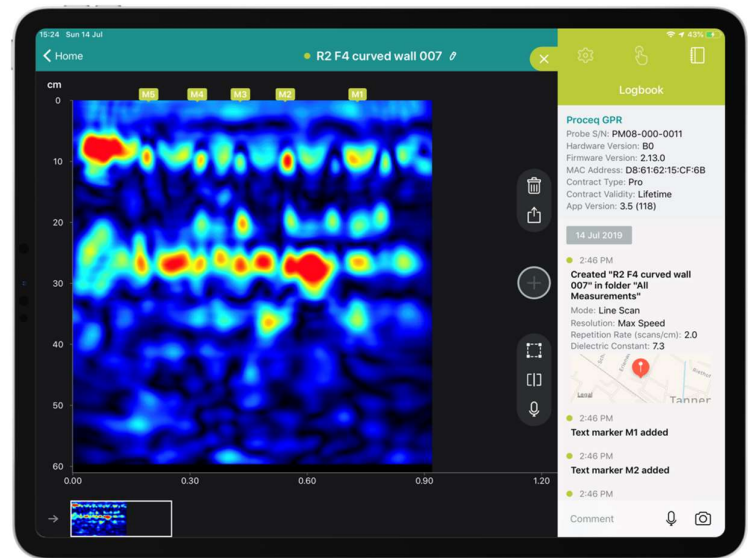 15:24 Sun 14 Jul
43%
Home
R2 F4 curved wall 007
Logbook
cm
M5
M4
M3
M2
M1
0
10
20
30
40
50
60
0.00
0.30
0.60
0.90
1.20
Proceq GPR
Probe S/N: PM08-000-0011
Hardware Version: B0
Firmware Version: 2.13.0
MAC Address: D8:61:62:15:CF:6B
Contract Type: Pro
Contract Validity: Lifetime
App Version: 3.5 (118)
14 Jul 2019
2:46 PM
Created "R2 F4 curved wall
007" in folder "All
Measurements"
Mode: Line Scan
Resolution: Max Speed
Repetition Rate (scans/cm): 2.0
Dielectric Constant: 7.3
Legal
Tanner
2:46 PM
Text marker M1 added
2:46 PM
Text marker M2 added
2:46 PM
Comment